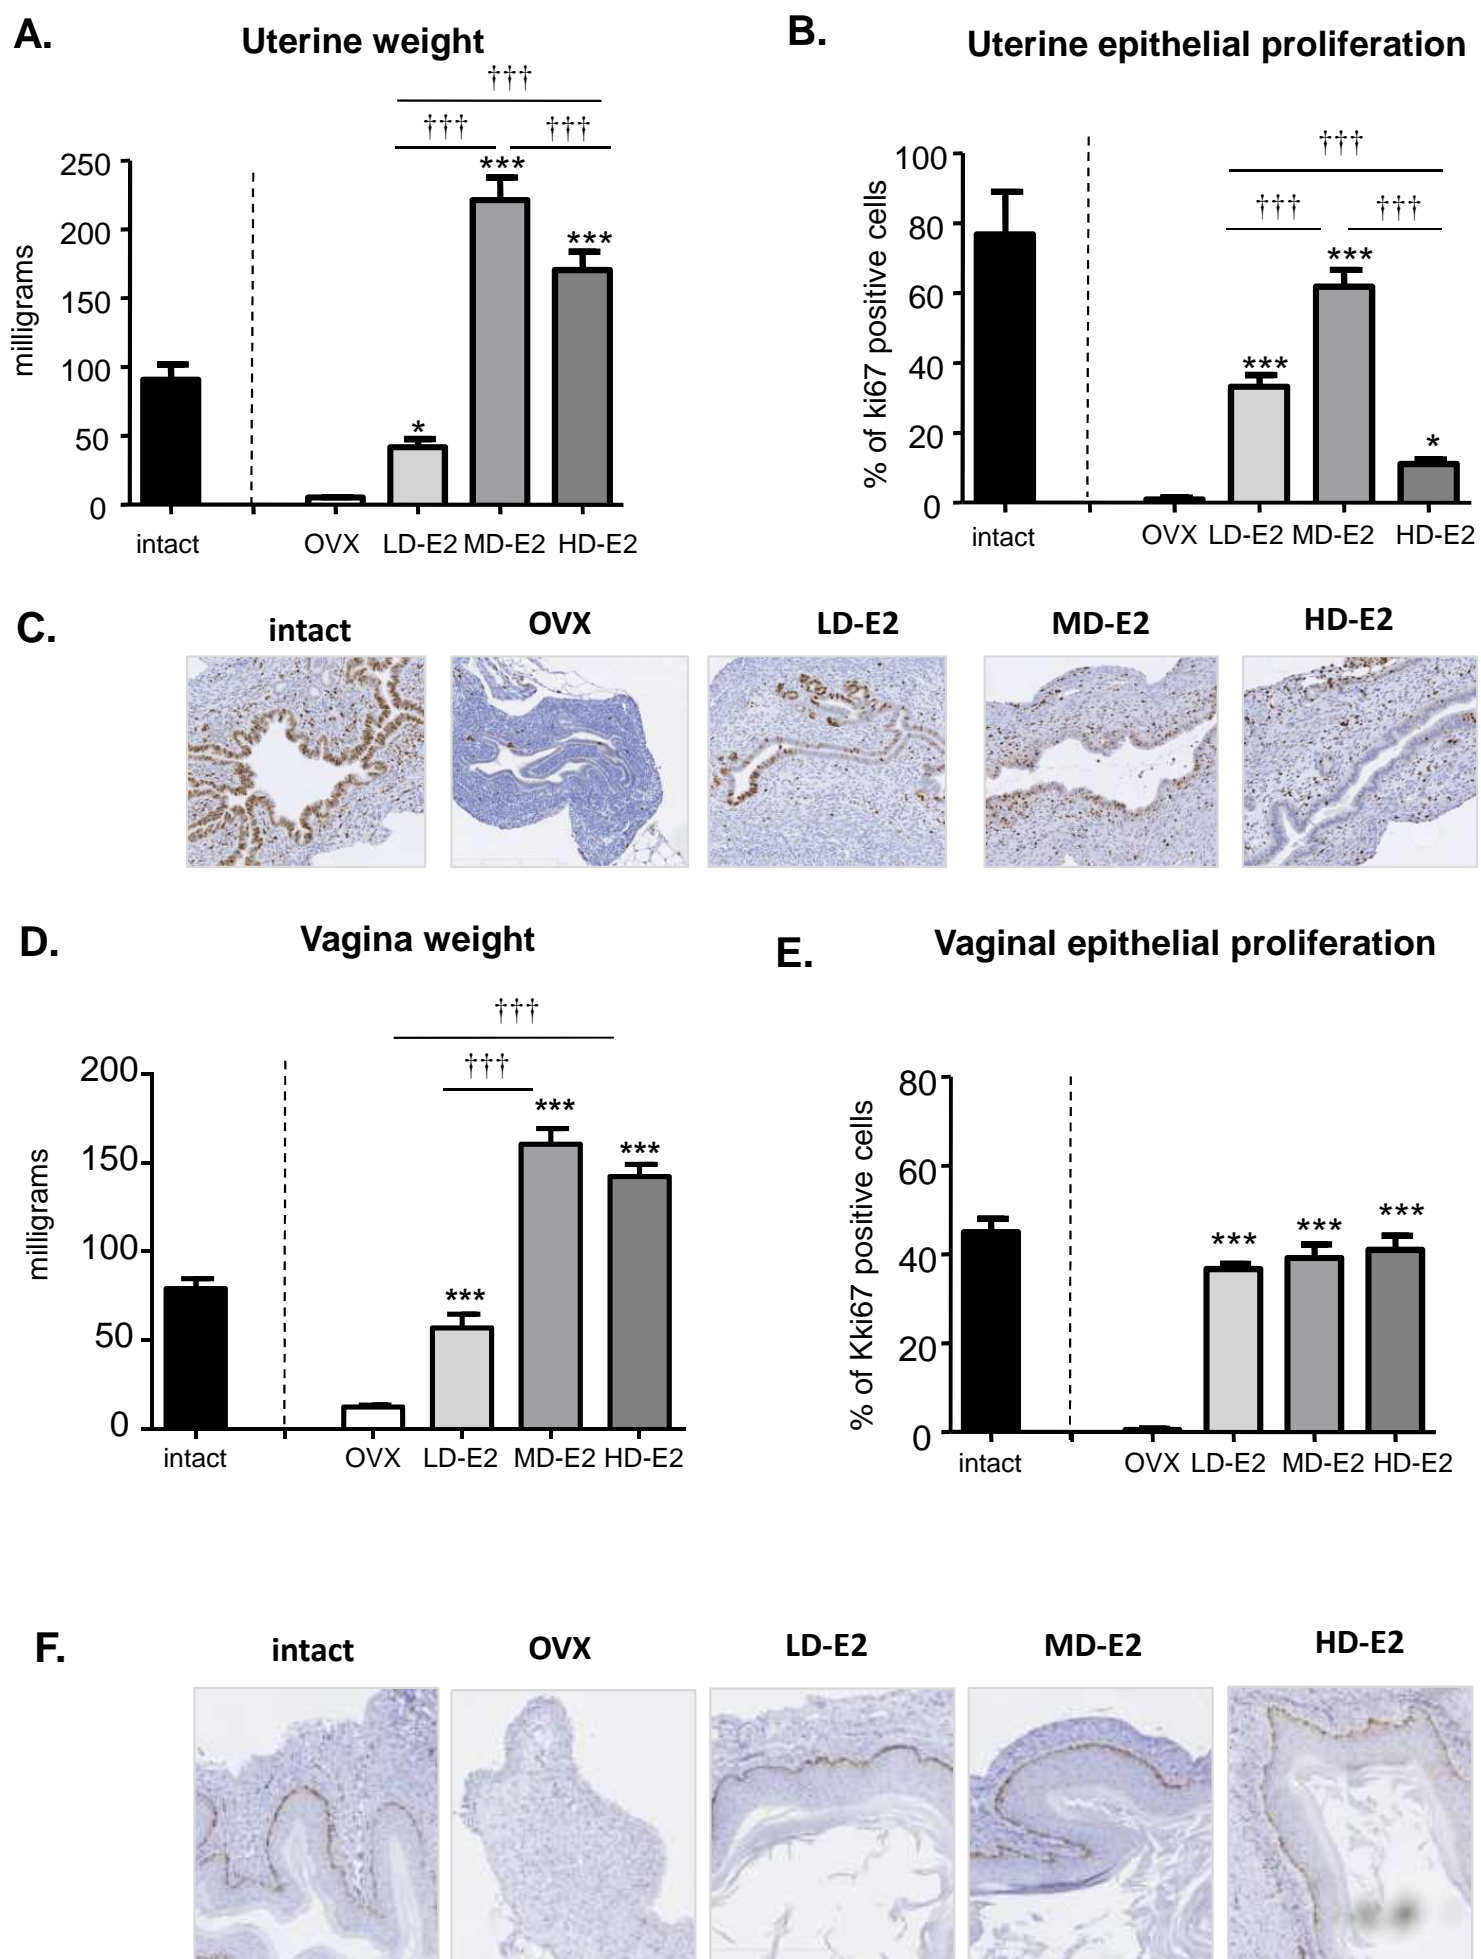 A.
Uterine weight
†††
†††
†††
250
200
150
100
50
0
milligrams
*
***
***
intact
OVX
LD-E2
MD-E2
HD-E2
B.
Uterine epithelial proliferation
†††
†††
†††
100
80
60
40
20
0
% of ki67 positive cells
***
***
*
intact
OVX
LD-E2
MD-E2
HD-E2
C.
intact
OVX
LD-E2
MD-E2
HD-E2
D.
Vagina weight
†††
†††
200
150
100
50
0
milligrams
***
***
***
intact
OVX
LD-E2
MD-E2
HD-E2
E.
Vaginal epithelial proliferation
80
60
40
20
0
% of Kki67 positive cells
***
***
***
intact
OVX
LD-E2
MD-E2
HD-E2
F.
intact
OVX
LD-E2
MD-E2
HD-E2